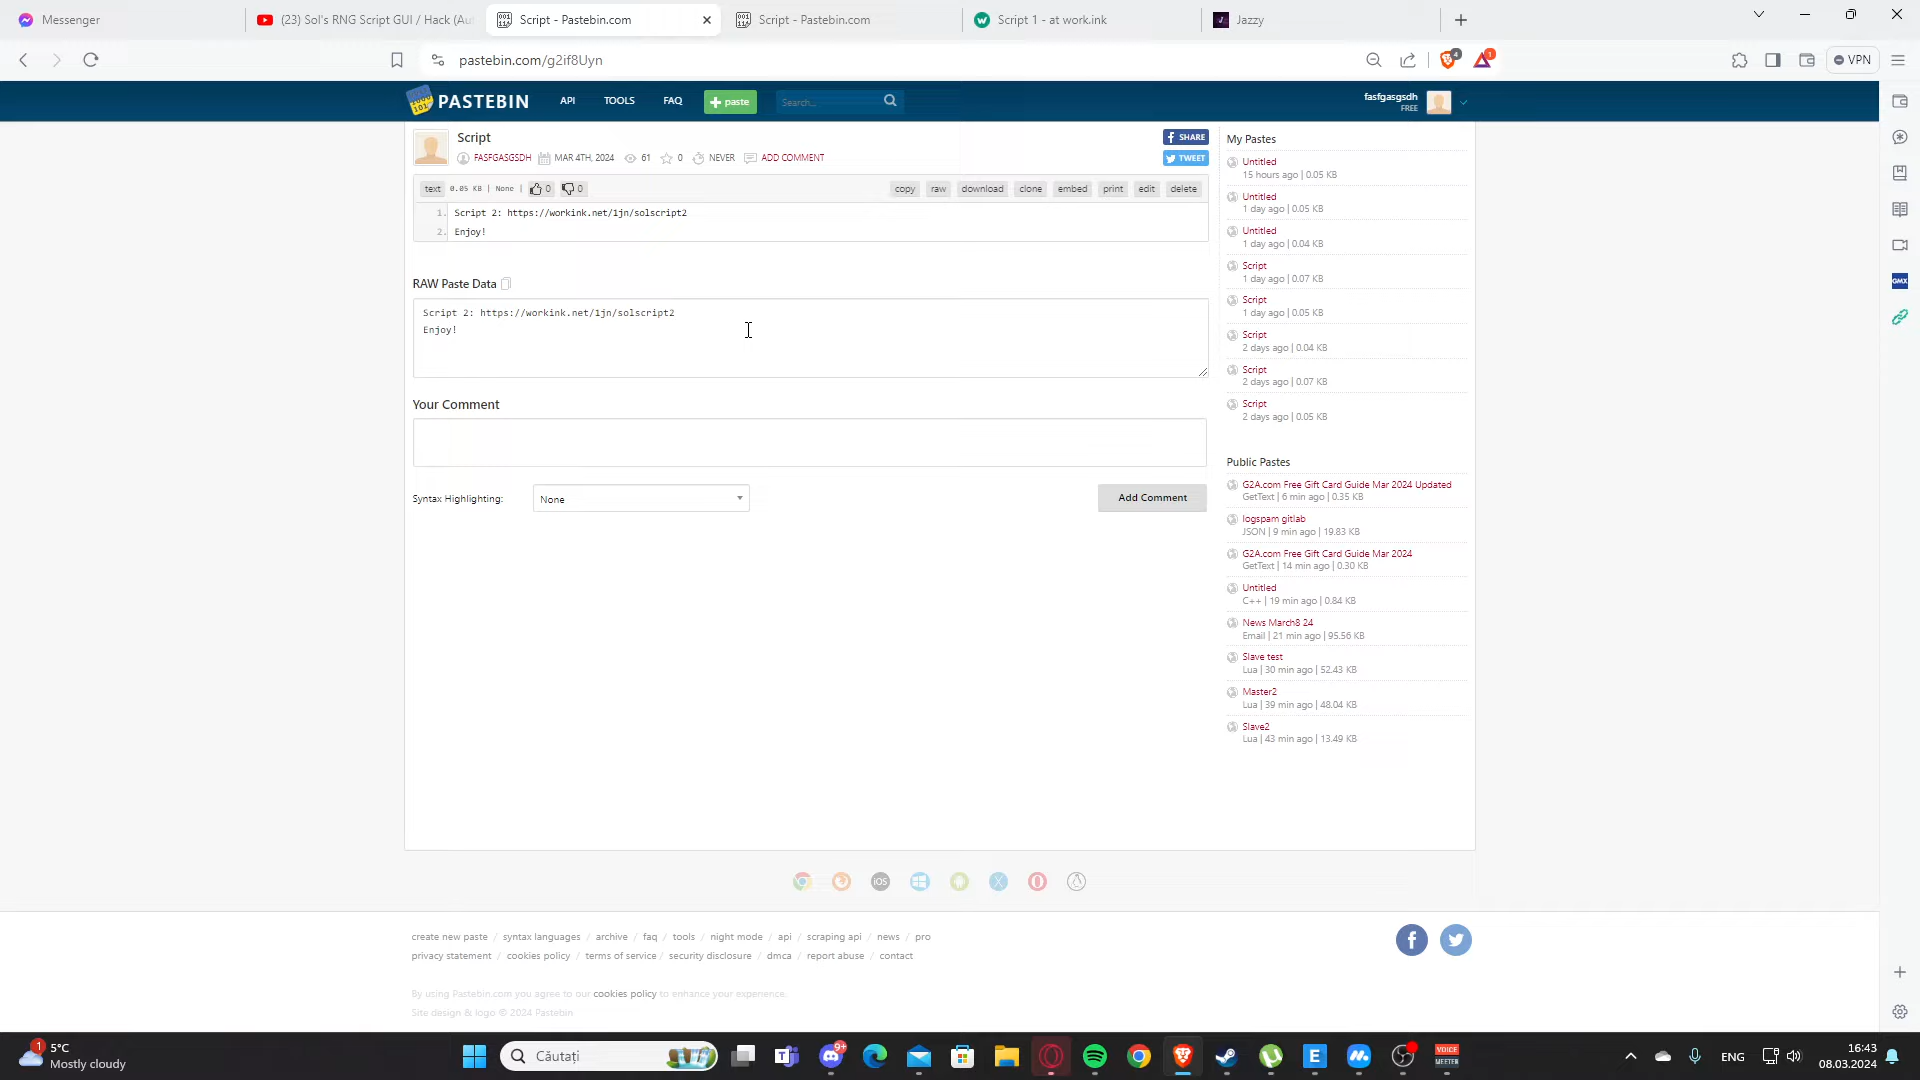 Messenger
(23) Sol's RNG Script GUI / Hack (Au
Script - Pastebin.com
Script - Pastebin.com
Script 1 - at work.ink
Jazzy
pastebin.com/g2if8Uyn
4
1
VPN
PASTEBIN
API
TOOLS
FAQ
paste
Search...
fasfgasgsdh
FREE
Script
FASFGASGSDH
MAR 4TH, 2024
61
0
NEVER
ADD COMMENT
SHARE
TWEET
text
0.05 KB | None |
0
0
copy
raw
download
clone
embed
print
edit
delete
1. Script 2: https://workink.net/1jn/solscript2
2. Enjoy!
RAW Paste Data
Script 2: https://workink.net/1jn/solscript2
Enjoy!
Your Comment
Syntax Highlighting:
None
Add Comment
My Pastes
Untitled
15 hours ago | 0.05 KB
Untitled
1 day ago | 0.05 KB
Untitled
1 day ago | 0.04 KB
Script
1 day ago | 0.07 KB
Script
1 day ago | 0.05 KB
Script
2 days ago | 0.04 KB
Script
2 days ago | 0.07 KB
Script
2 days ago | 0.05 KB
Public Pastes
G2A.com Free Gift Card Guide Mar 2024 Updated
GetText | 6 min ago | 0.35 KB
logspam gitlab
JSON | 9 min ago | 19.83 KB
G2A.com Free Gift Card Guide Mar 2024
GetText | 14 min ago | 0.30 KB
Untitled
C++ | 19 min ago | 0.84 KB
News March8 24
Email | 21 min ago | 95.56 KB
Slave test
Lua | 30 min ago | 52.43 KB
Master2
Lua | 39 min ago | 48.04 KB
Slave2
Lua | 43 min ago | 13.49 KB
GMX
iOS
create new paste / syntax languages / archive / faq / tools / night mode / api / scraping api / news / pro
privacy statement / cookies policy / terms of service / security disclosure / dmca / report abuse / contact
By using Pastebin.com you agree to our cookies policy to enhance your experience.
Site design & logo © 2024 Pastebin
1
5°C
Mostly cloudy
Căutați
9+
E
VOICE
MEETER
ENG
16:43
08.03.2024